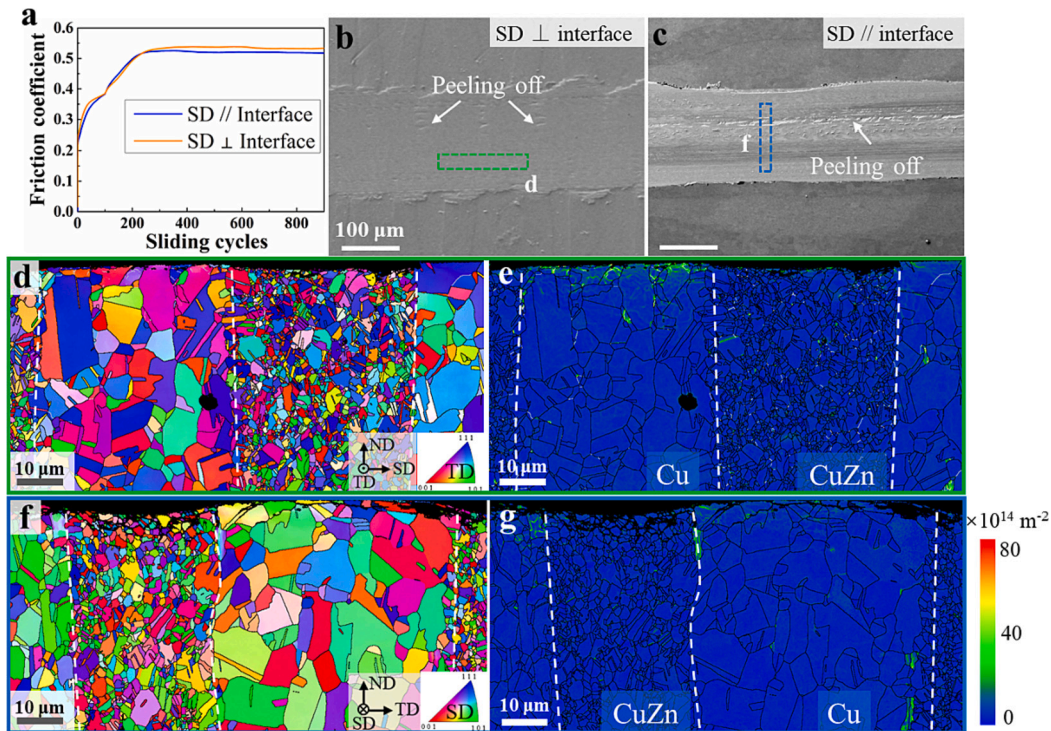 a
0.6
0.5
0.4
0.3
0.2
0.1
0.0
Friction coefficient
SD // Interface
SD ⊥ Interface
0 200 400 600 800
Sliding cycles
b
SD ⊥ interface
Peeling off
d
100 μm
c
SD // interface
f
Peeling off
d
10 μm
ND
SD
TD
111
TD
001 101
e
10 μm
Cu
CuZn
f
10 μm
ND
TD
SD
111
SD
001 101
g
10 μm
CuZn
Cu
×10¹⁴ m⁻²
80
40
0